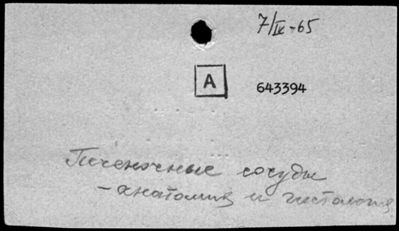 7/IX-65
А
643394
Печеночные сосуды
- анатомия и гистология